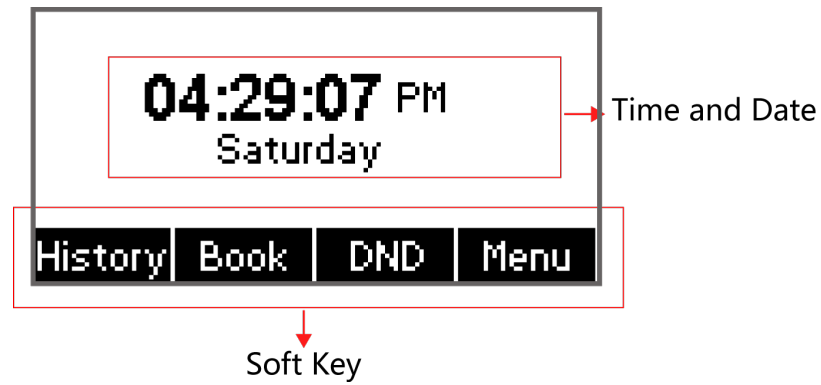 04:29:07 PM
Saturday
Time and Date
History Book DND Menu
Soft Key